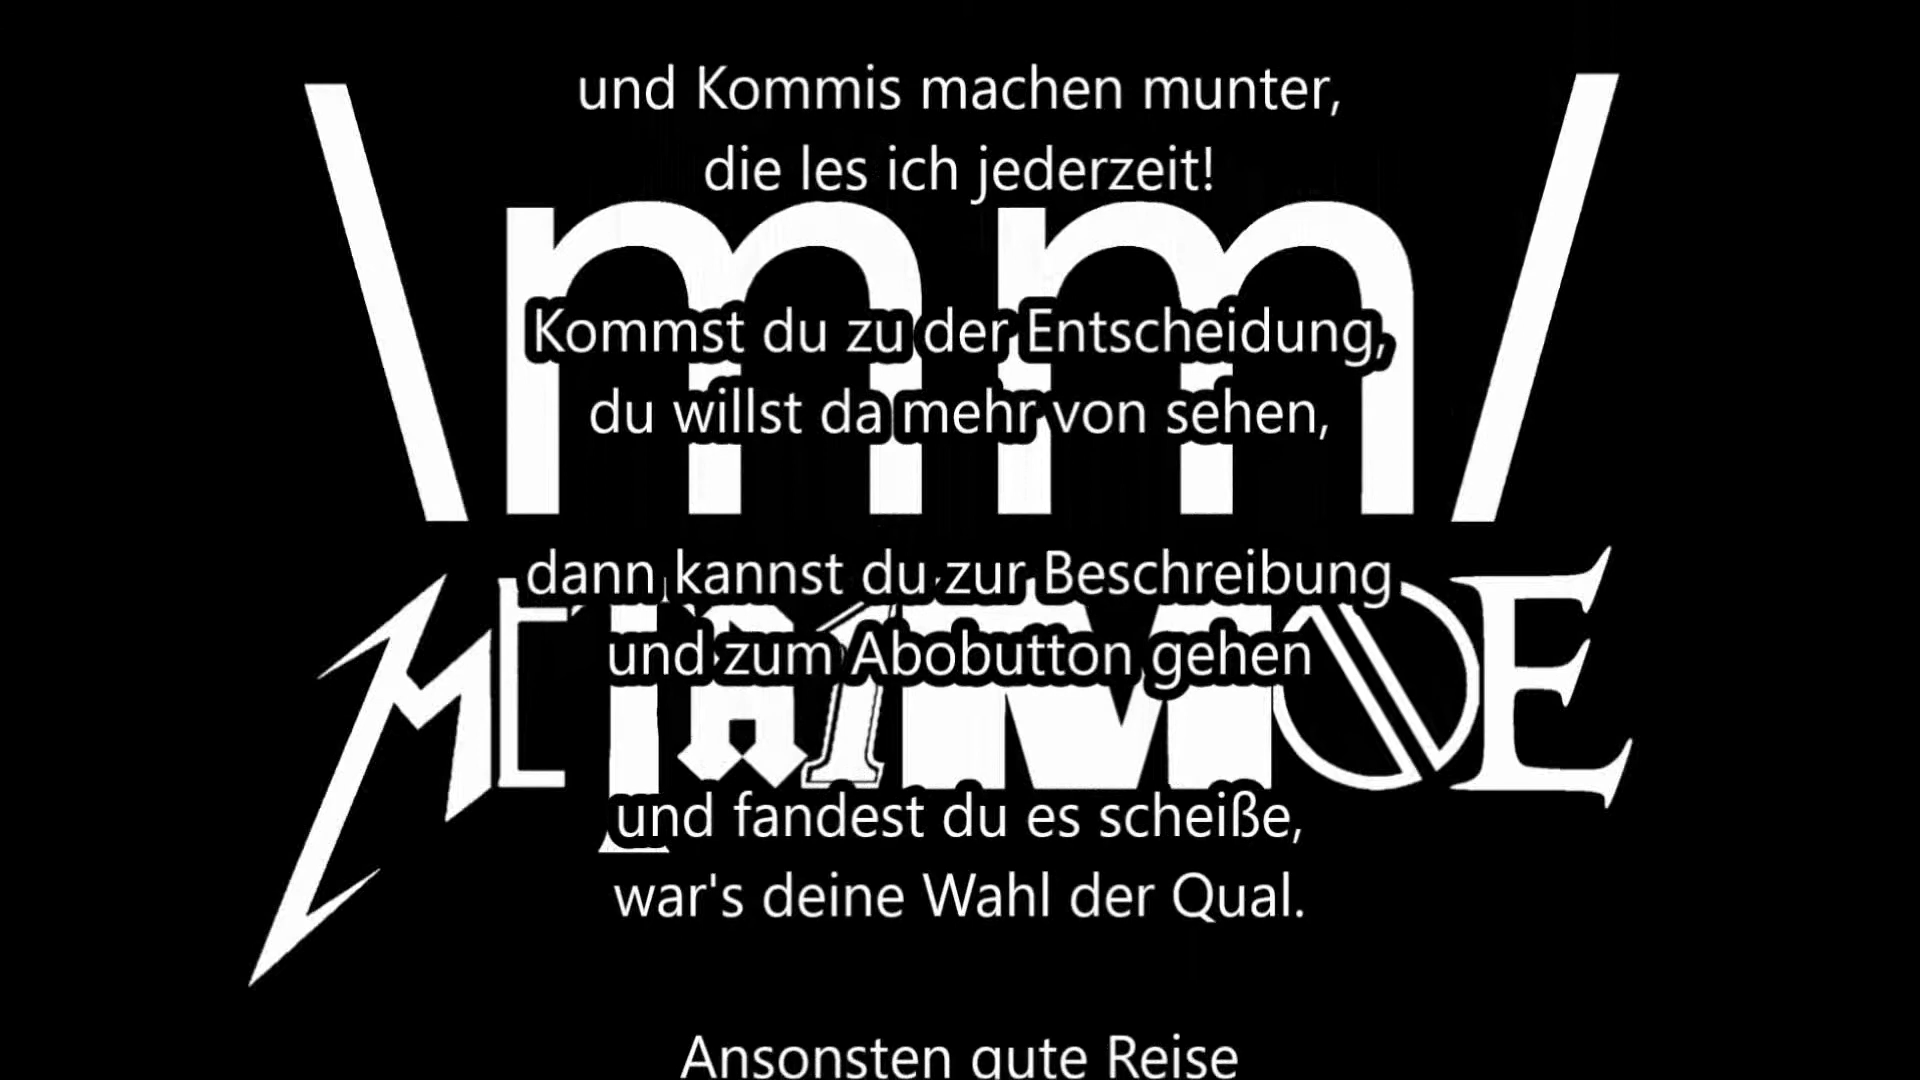 und Kommis machen munter,
die les ich jederzeit!
\mm/
Kommst du zu der Entscheidung,
du willst da mehr von sehen,
dann kannst du zur Beschreibung
und zum Abobutton gehen
und fandest du es scheiße,
war's deine Wahl der Qual.
Ansonsten gute Reise